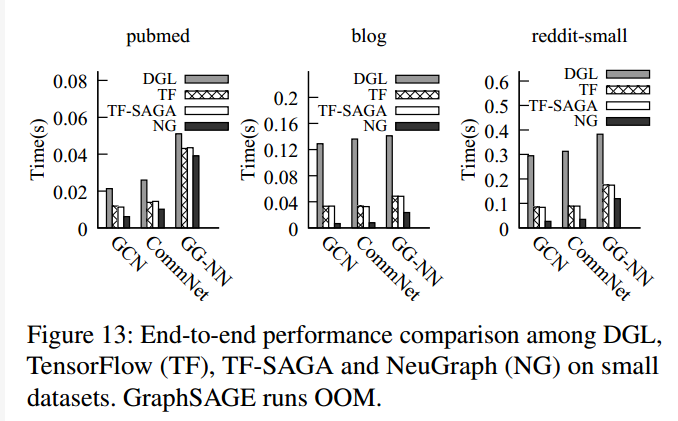 pubmed
0.08
0.06
0.04
0.02
0
Time(s)
DGL
TF
TF-SAGA
NG
GCN
CommNet
GG-NN
blog
0.2
0.16
0.12
0.08
0.04
0
Time(s)
DGL
TF
TF-SAGA
NG
GCN
CommNet
GG-NN
reddit-small
0.6
0.5
0.4
0.3
0.2
0.1
0
Time(s)
DGL
TF
TF-SAGA
NG
GCN
CommNet
GG-NN
Figure 13: End-to-end performance comparison among DGL,
TensorFlow (TF), TF-SAGA and NeuGraph (NG) on small
datasets. GraphSAGE runs OOM.